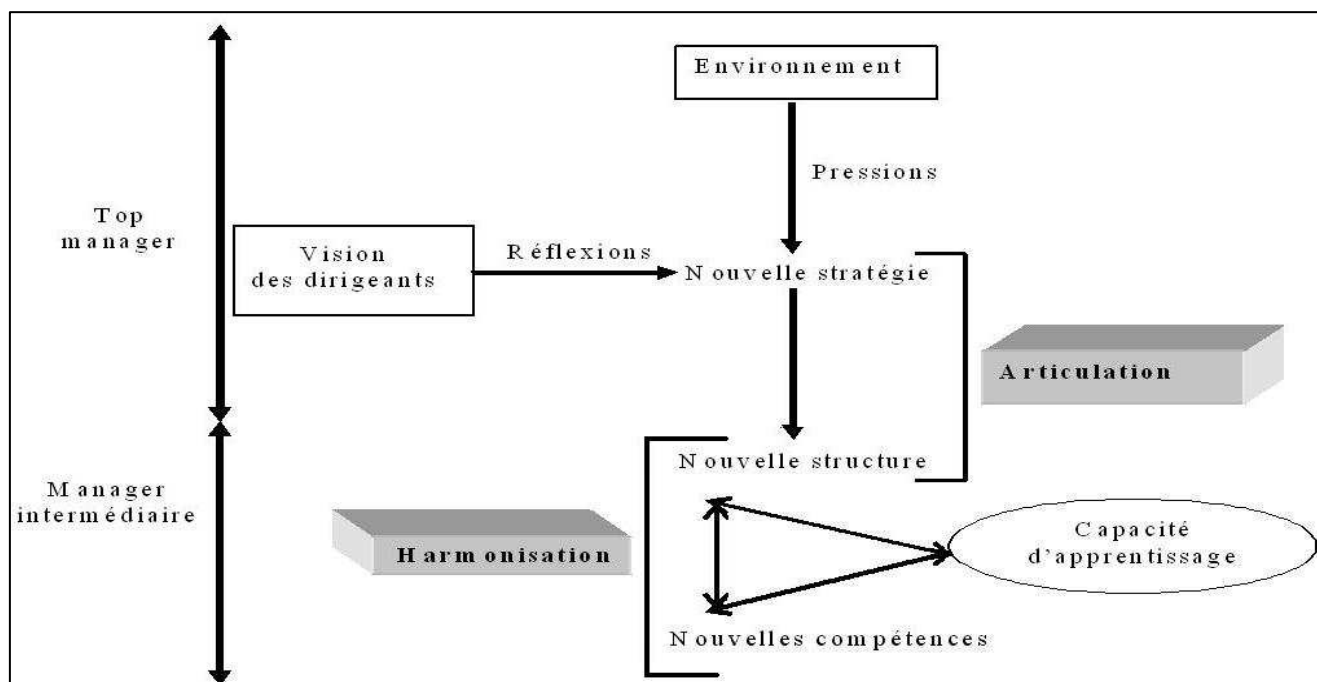 Environnement
Pressions
Top
manager
Vision
des dirigeants
Réflexions
Nouvelle stratégie
Articulation
Nouvelle structure
Manager
intermédiaire
Harmonisation
Capacité
d'apprentissage
Nouvelles compétences